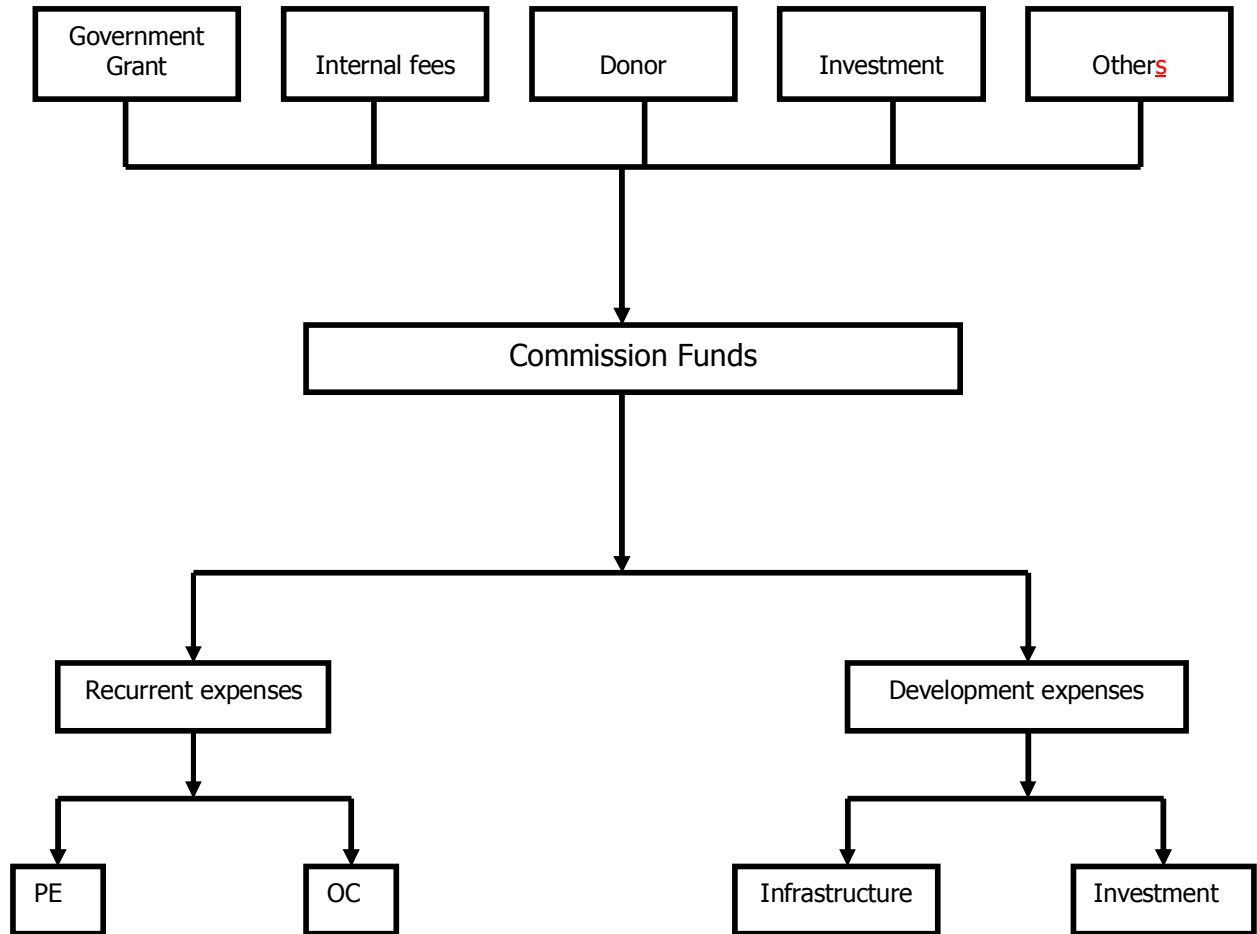 Government
Grant
Internal fees
Donor
Investment
Others
Commission Funds
Recurrent expenses
Development expenses
PE
OC
Infrastructure
Investment